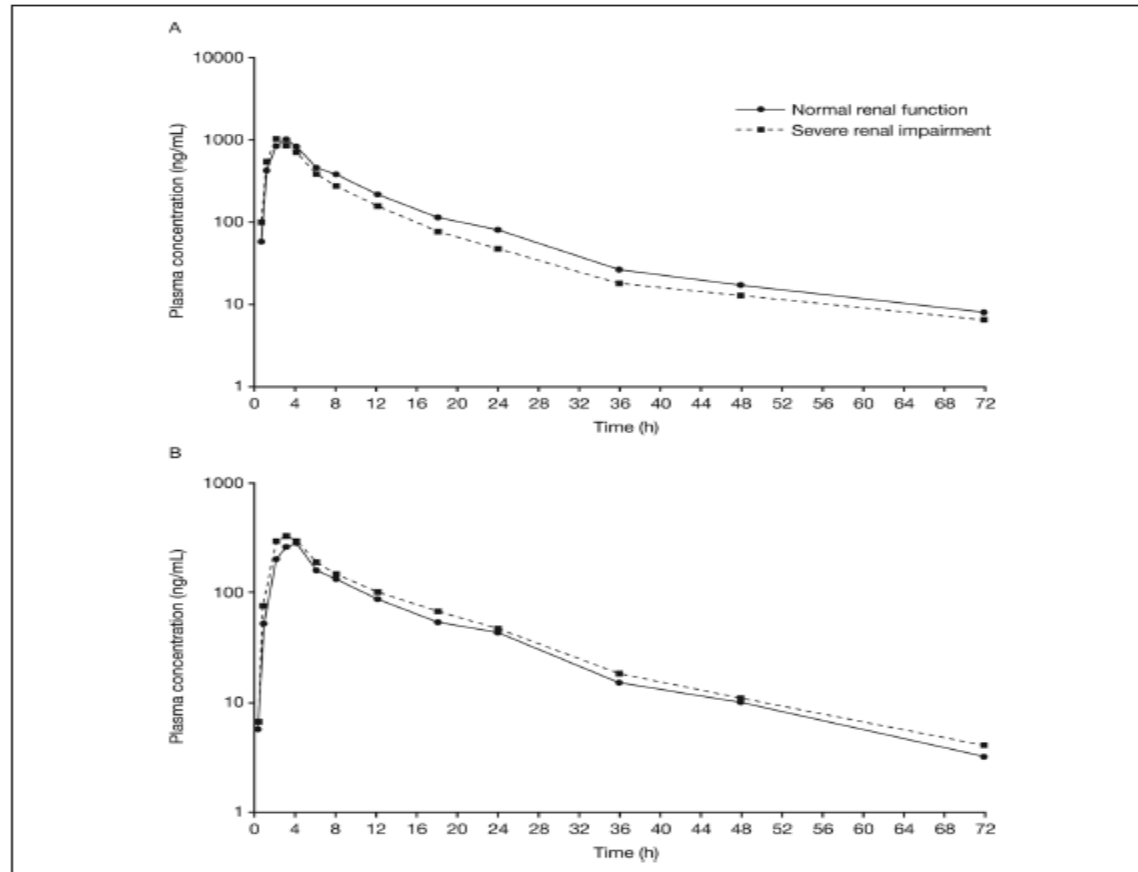 A
10000
1000
100
10
1
Plasma concentration (ng/mL)
Normal renal function
Severe renal impairment
0 4 8 12 16 20 24 28 32 36 40 44 48 52 56 60 64 68 72
Time (h)
B
1000
100
10
1
Plasma concentration (ng/mL)
0 4 8 12 16 20 24 28 32 36 40 44 48 52 56 60 64 68 72
Time (h)